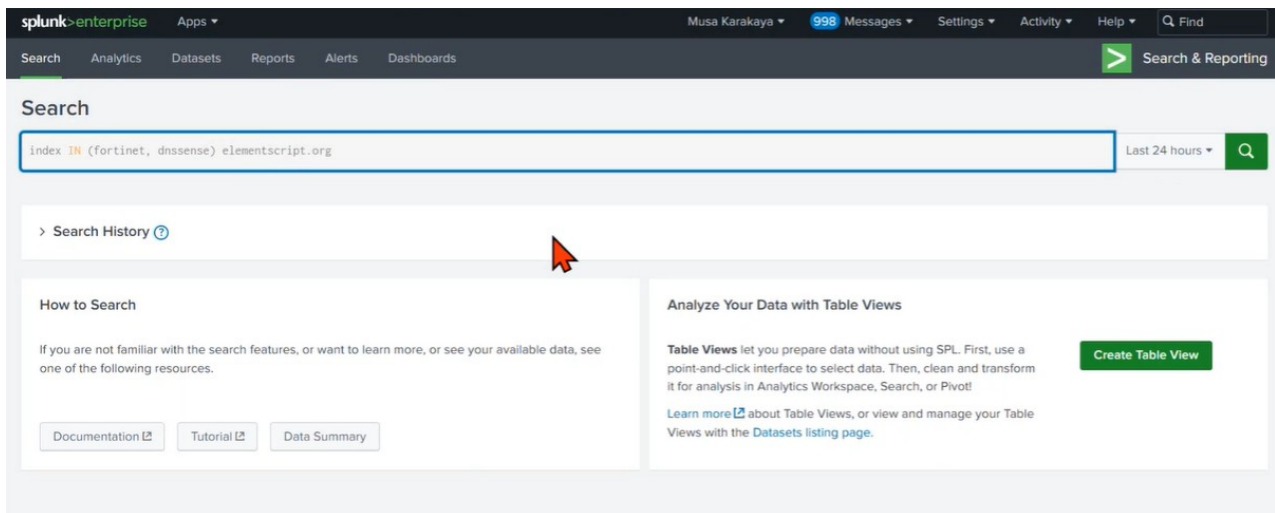 splunk>enterprise Apps Musa Karakaya 998 Messages Settings Activity Help Find
Search Analytics Datasets Reports Alerts Dashboards > Search & Reporting
Search
index IN (fortinet, dnssense) elementscript.org Last 24 hours
> Search History ?
How to Search
If you are not familiar with the search features, or want to learn more, or see your available data, see
one of the following resources.
Documentation Tutorial Data Summary
Analyze Your Data with Table Views
Table Views let you prepare data without using SPL. First, use a
point-and-click interface to select data. Then, clean and transform
it for analysis in Analytics Workspace, Search, or Pivot!
Learn more about Table Views, or view and manage your Table
Views with the Datasets listing page.
Create Table View